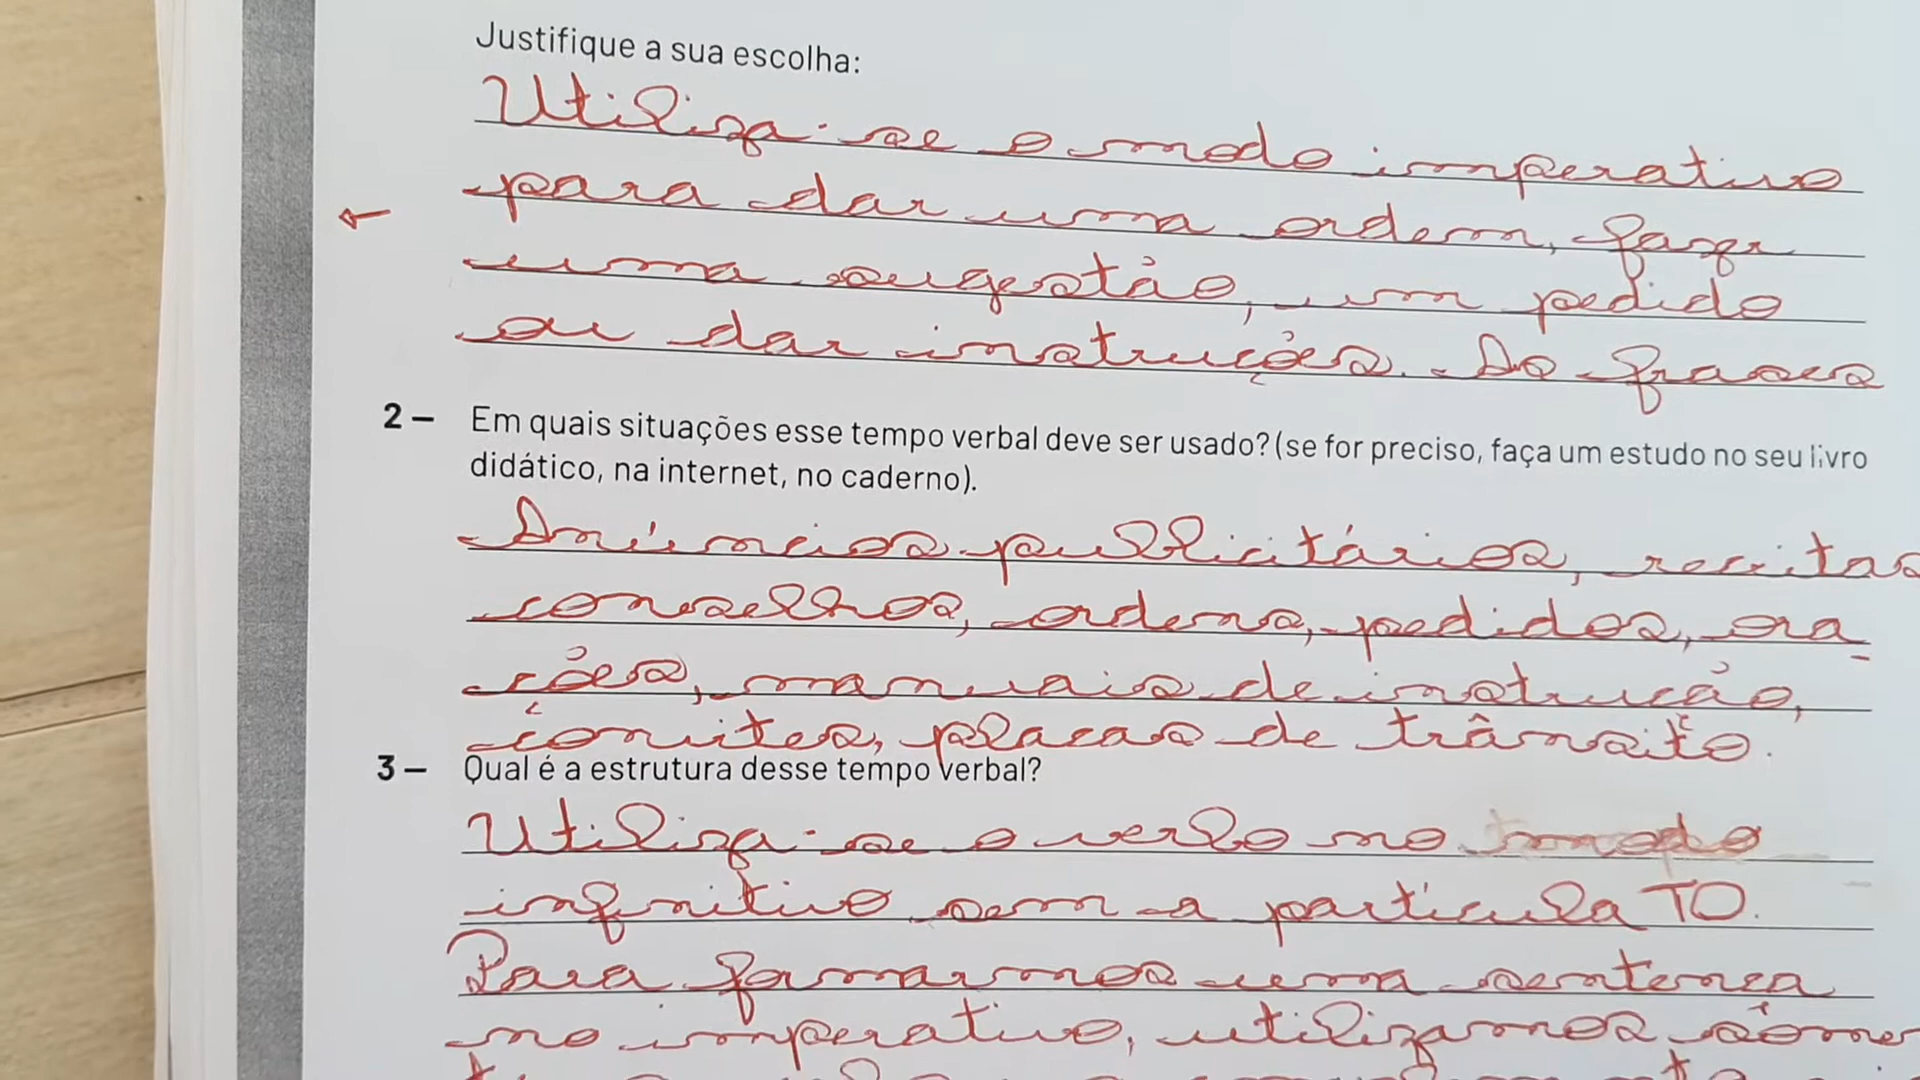 Justifique a sua escolha:
Utiliza-se o modo imperativo
para dar uma ordem, fazer
uma sugestão, um pedido
ou dar instruções. As frases
2 – Em quais situações esse tempo verbal deve ser usado? (se for preciso, faça um estudo no seu livro
didático, na internet, no caderno).
Anúncios publicitários, receitas
conselhos, ordens, pedidos, ora
ções, manuais de instrução,
convites, placas de trânsito.
3 – Qual é a estrutura desse tempo verbal?
Utiliza-se o verbo no modo
infinitivo sem a partícula TO.
Para formarmos uma sentença
no imperativo, utilizamos sómen